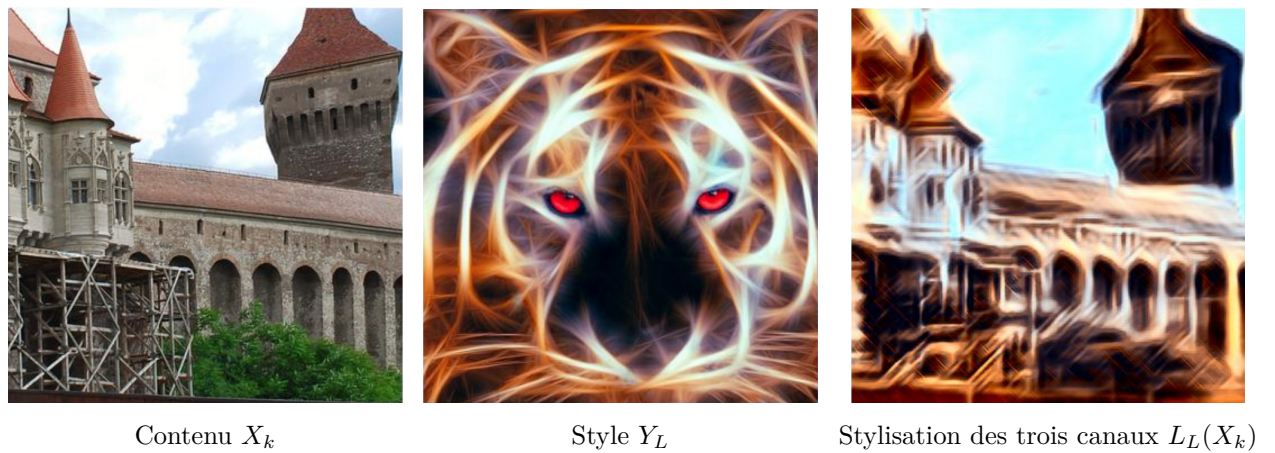 Contenu $X_k$
Style $Y_L$
Stylisation des trois canaux $L_L(X_k)$